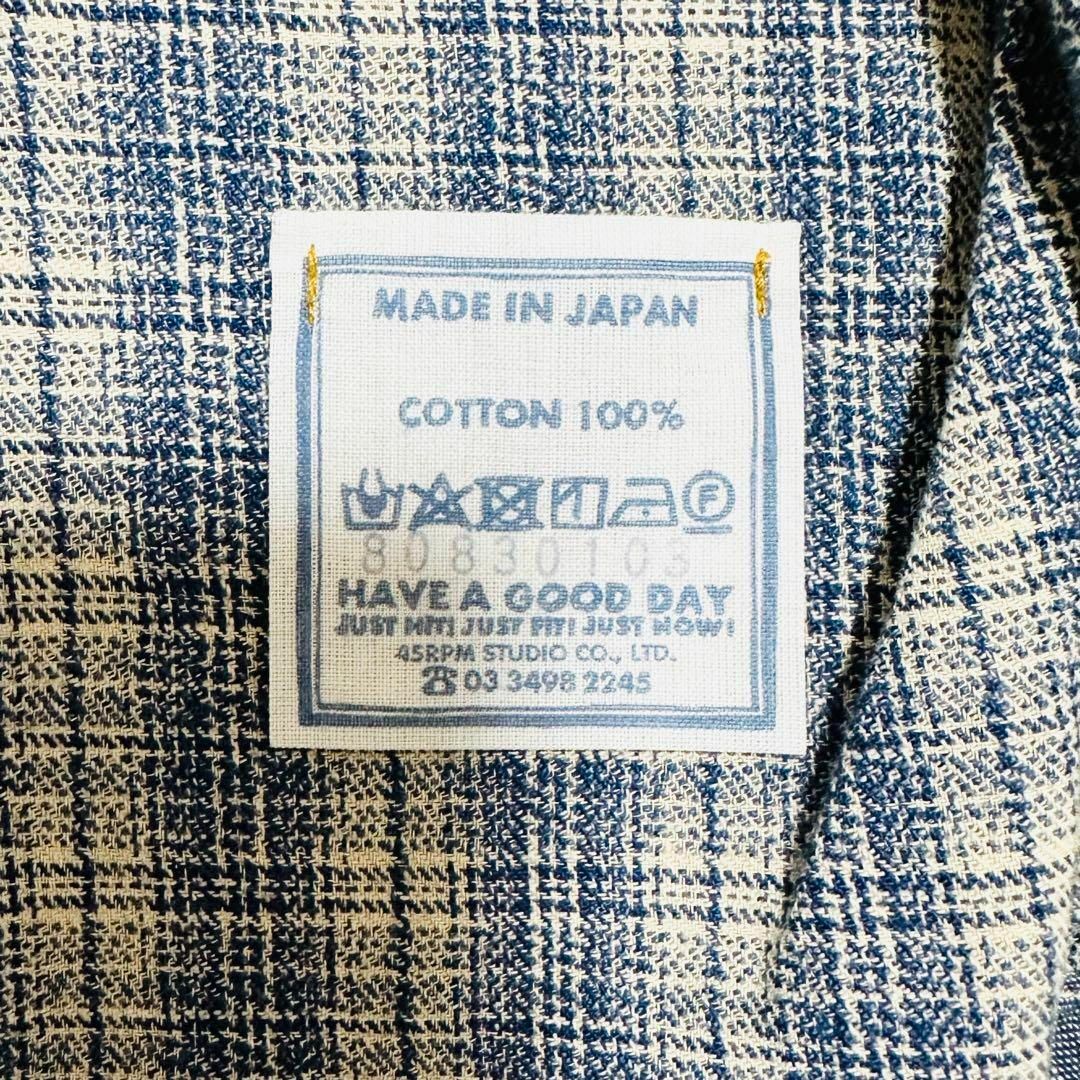 MADE IN JAPAN
COTTON 100%
F
80830103
HAVE A GOOD DAY
JUST HIT! JUST FIT! JUST NOW!
45RPM STUDIO CO., LTD.
☎ 03 3498 2245